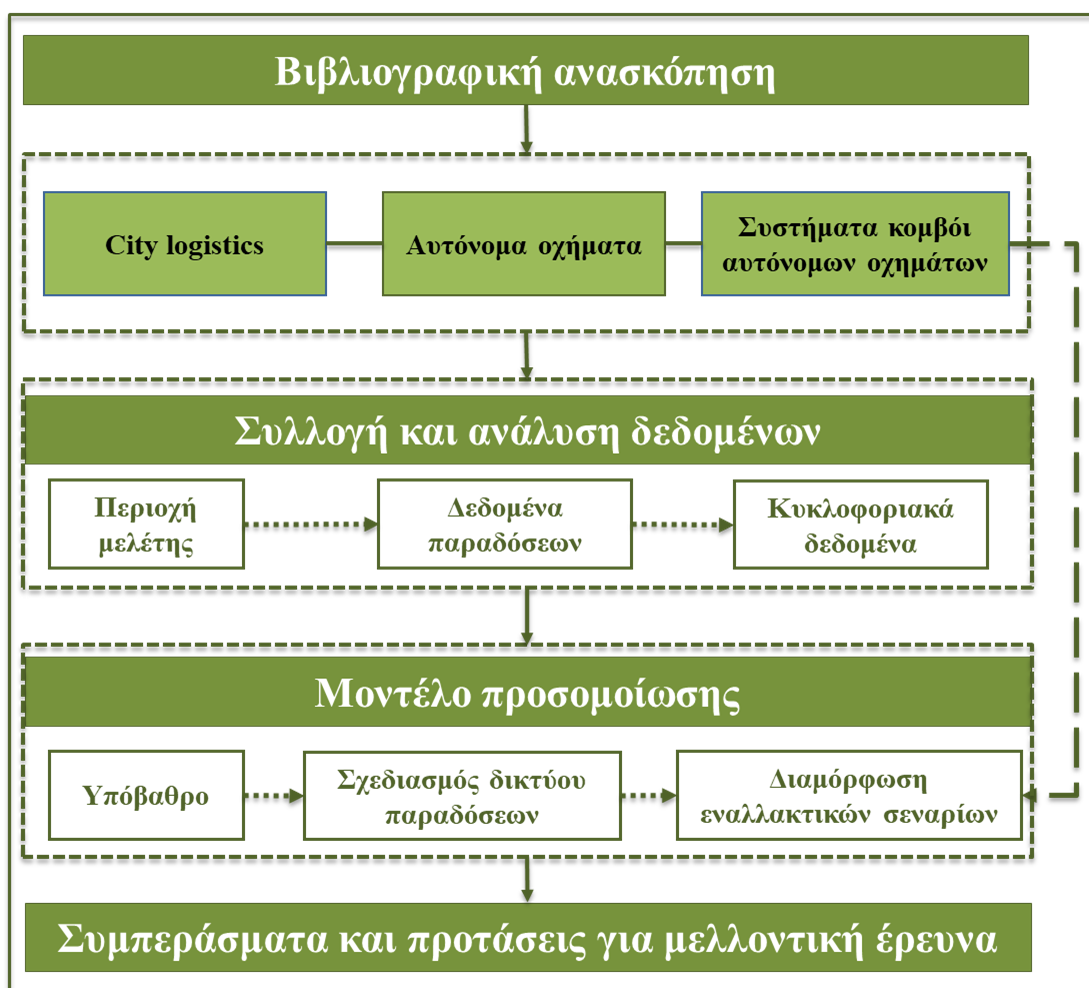 Βιβλιογραφική ανασκόπηση
City logistics
Αυτόνομα οχήματα
Συστήματα κομβόι
αυτόνομων οχημάτων
Συλλογή και ανάλυση δεδομένων
Περιοχή
μελέτης
Δεδομένα
παραδόσεων
Κυκλοφοριακά
δεδομένα
Μοντέλο προσομοίωσης
Υπόβαθρο
Σχεδιασμός δικτύου
παραδόσεων
Διαμόρφωση
εναλλακτικών σεναρίων
Συμπεράσματα και προτάσεις για μελλοντική έρευνα